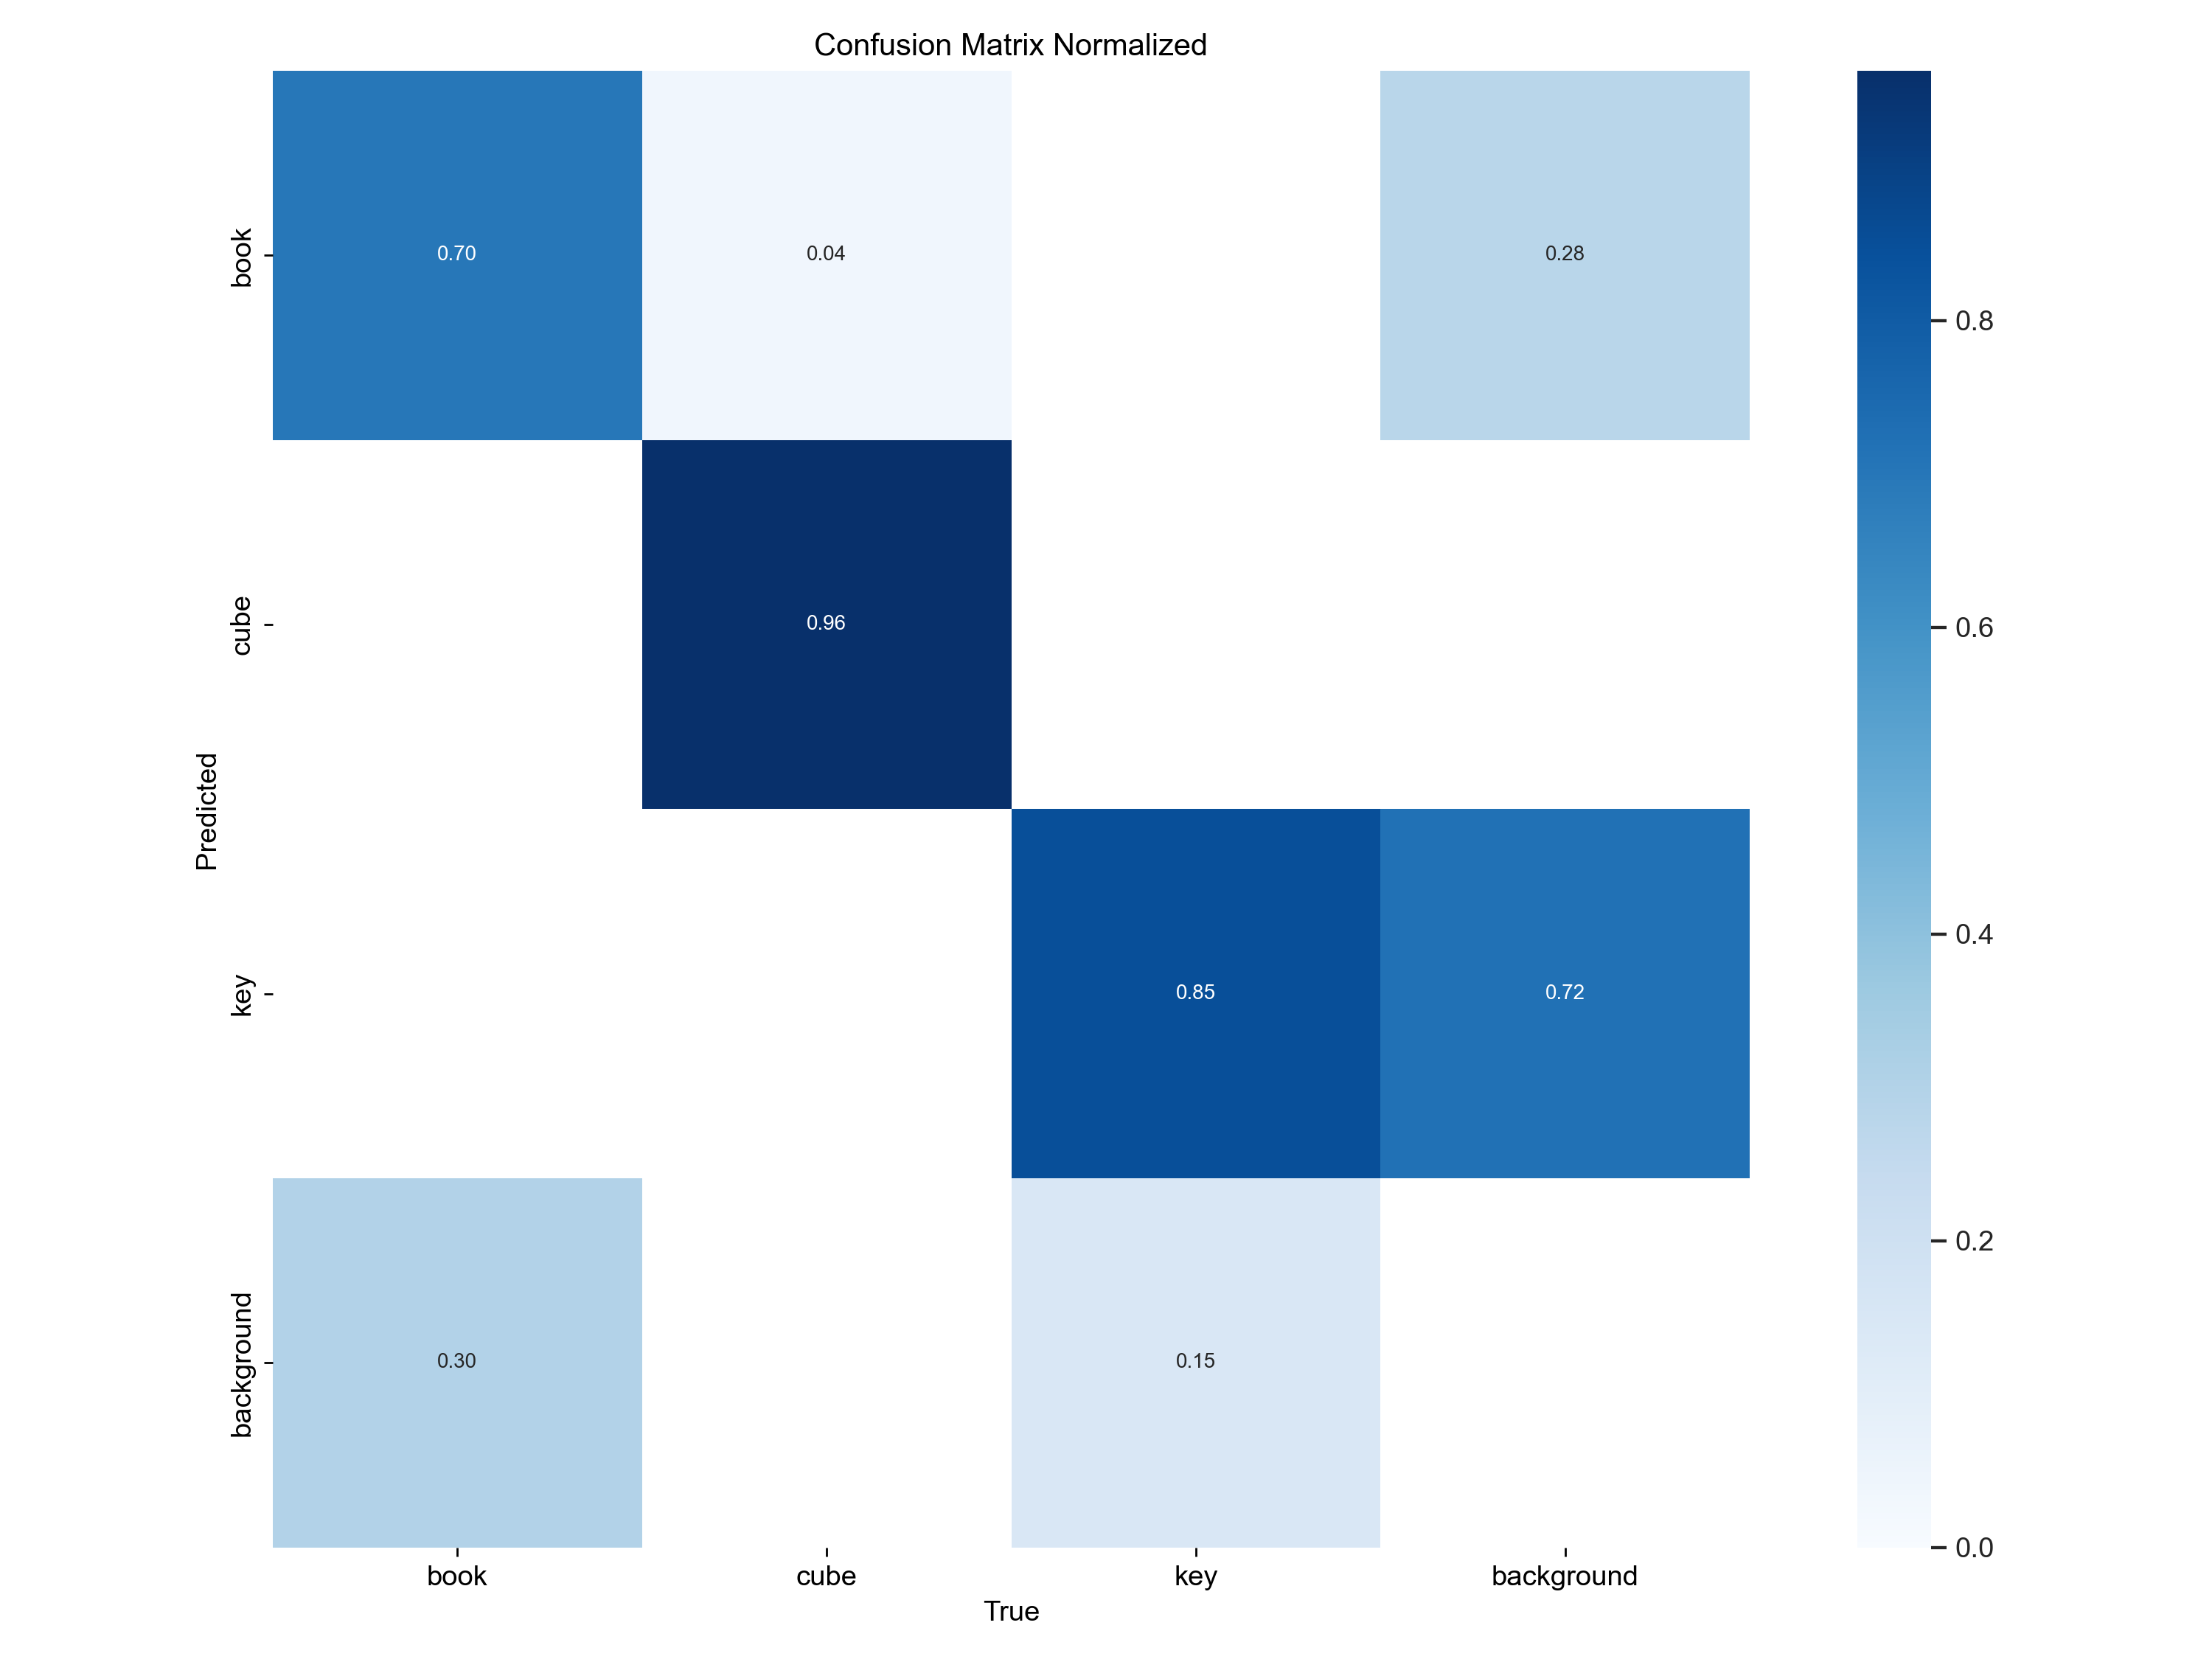 Confusion Matrix Normalized
book
0.70
0.04
0.28
cube
0.96
key
0.85
0.72
background
0.30
0.15
Predicted
book
cube
key
background
True
0.8
0.6
0.4
0.2
0.0